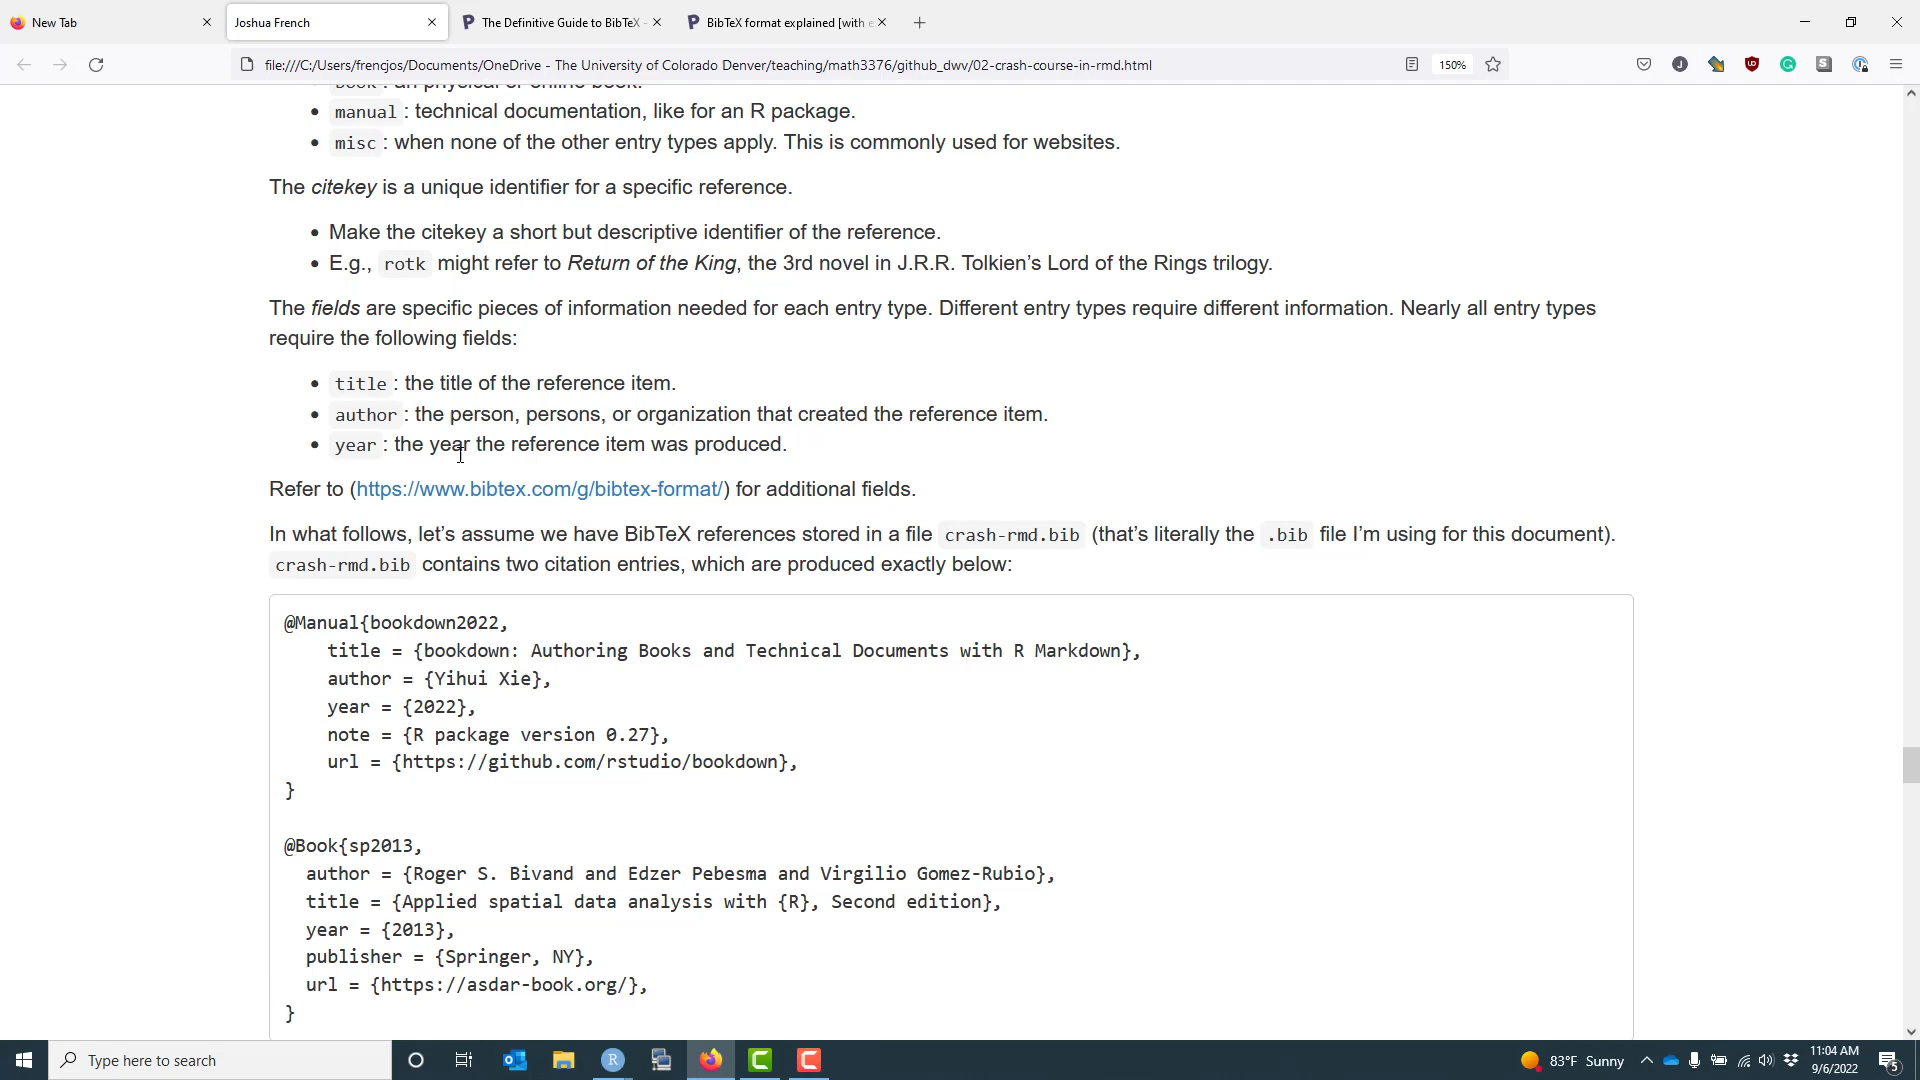 New Tab
Joshua French
The Definitive Guide to BibTeX
BibTeX format explained [with e
file:///C:/Users/frencjos/Documents/OneDrive - The University of Colorado Denver/teaching/math3376/github_dwv/02-crash-course-in-rmd.html
150%
book : an physical or online book.
manual : technical documentation, like for an R package.
misc : when none of the other entry types apply. This is commonly used for websites.
The citekey is a unique identifier for a specific reference.
Make the citekey a short but descriptive identifier of the reference.
E.g., rotk might refer to Return of the King, the 3rd novel in J.R.R. Tolkien’s Lord of the Rings trilogy.
The fields are specific pieces of information needed for each entry type. Different entry types require different information. Nearly all entry types
require the following fields:
title : the title of the reference item.
author : the person, persons, or organization that created the reference item.
year : the year the reference item was produced.
Refer to (https://www.bibtex.com/g/bibtex-format/) for additional fields.
In what follows, let’s assume we have BibTeX references stored in a file crash-rmd.bib (that’s literally the .bib file I’m using for this document).
crash-rmd.bib contains two citation entries, which are produced exactly below:
@Manual{bookdown2022,
title = {bookdown: Authoring Books and Technical Documents with R Markdown},
author = {Yihui Xie},
year = {2022},
note = {R package version 0.27},
url = {https://github.com/rstudio/bookdown},
}
@Book{sp2013,
author = {Roger S. Bivand and Edzer Pebesma and Virgilio Gomez-Rubio},
title = {Applied spatial data analysis with {R}, Second edition},
year = {2013},
publisher = {Springer, NY},
url = {https://asdar-book.org/},
}
Type here to search
83°F Sunny
11:04 AM
9/6/2022
5